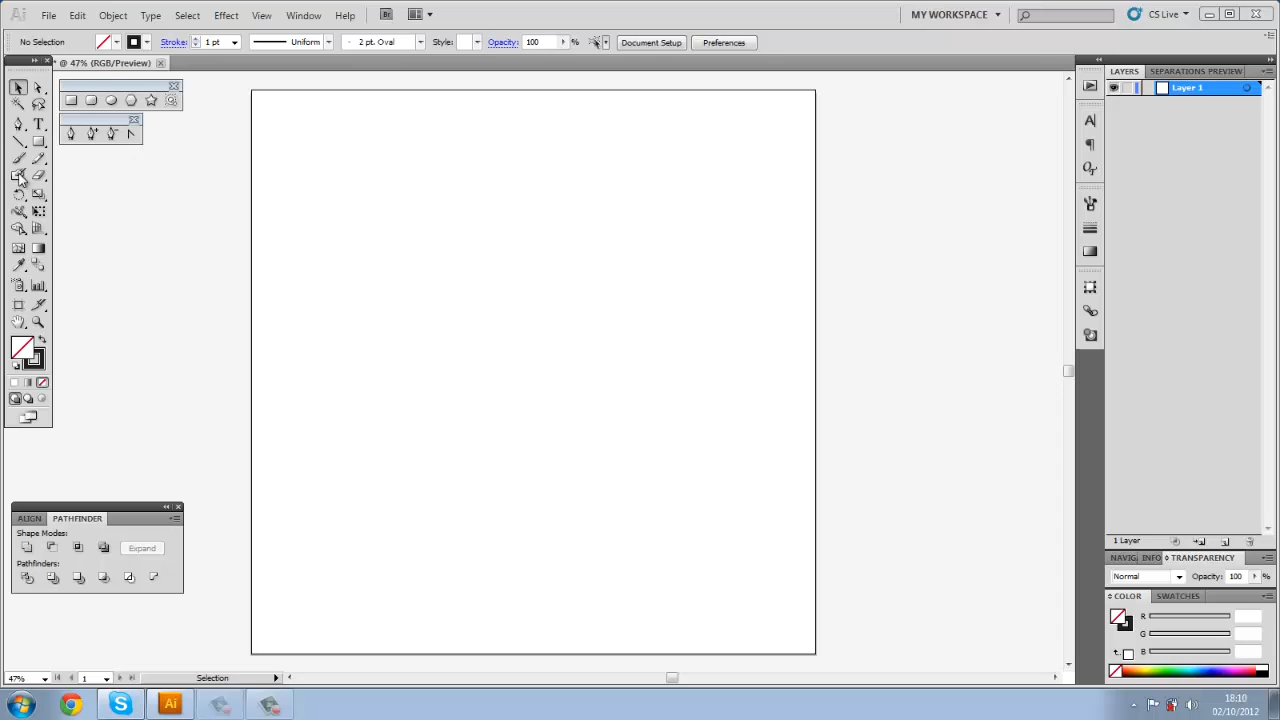 Ai File Edit Object Type Select Effect View Window Help Br MY WORKSPACE CS Live
No Selection Stroke: 1 pt Uniform 2 pt. Oval Style: Opacity: 100 % Document Setup Preferences
@ 47% (RGB/Preview)
LAYERS SEPARATIONS PREVIEW
Layer 1
ALIGN PATHFINDER
Shape Modes:
Expand
Pathfinders:
1 Layer
NAVIG INFO TRANSPARENCY
Normal Opacity: 100 %
COLOR SWATCHES
R
G
B
47% 1 Selection
Ai 18:10
02/10/2012